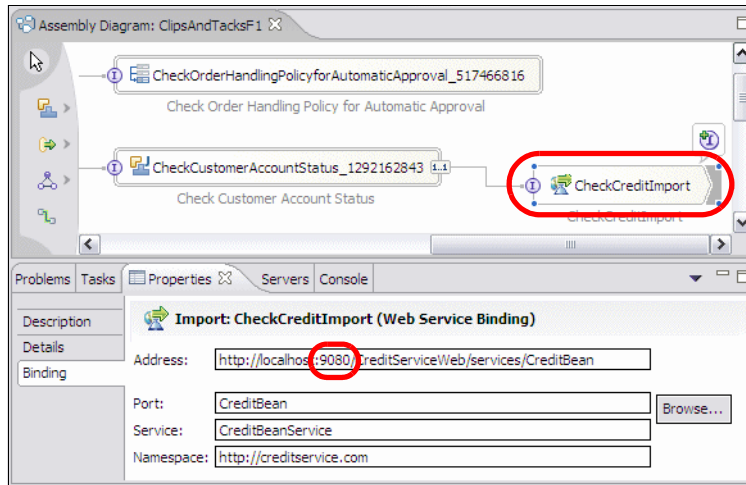 Assembly Diagram: ClipsAndTacksF1
CheckOrderHandlingPolicyforAutomaticApproval_517466816
Check Order Handling Policy for Automatic Approval
CheckCustomerAccountStatus_1292162843 1..1
Check Customer Account Status
CheckCreditImport
CheckCreditImport
Problems Tasks Properties Servers Console
Description
Details
Binding
Import: CheckCreditImport (Web Service Binding)
Address: http://localhost:9080/CreditServiceWeb/services/CreditBean
Port: CreditBean Browse...
Service: CreditBeanService
Namespace: http://creditservice.com